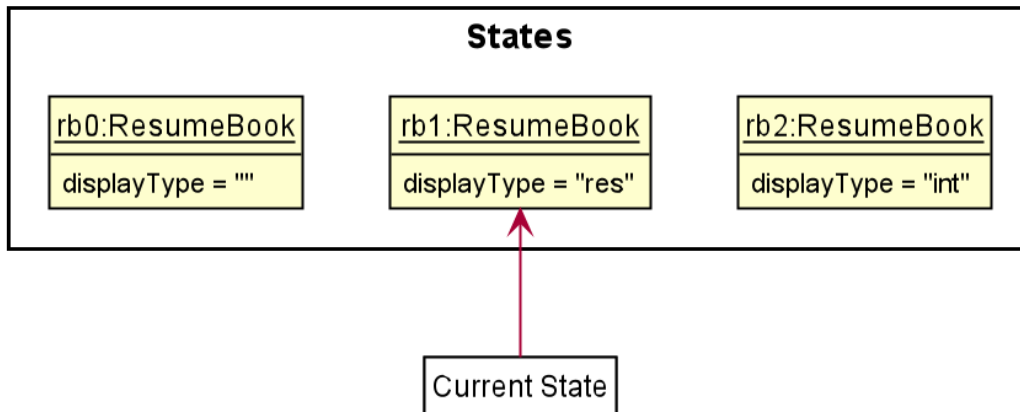 States
rb0:ResumeBook
displayType = ""
rb1:ResumeBook
displayType = "res"
rb2:ResumeBook
displayType = "int"
Current State